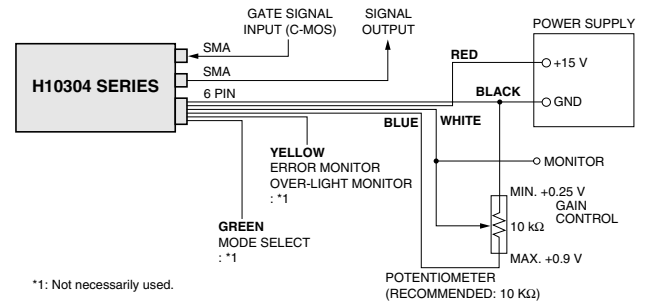 GATE SIGNAL
INPUT (C-MOS)
SIGNAL
OUTPUT
POWER SUPPLY
SMA
RED
+15 V
H10304 SERIES
SMA
6 PIN
BLACK
GND
BLUE
WHITE
YELLOW
ERROR MONITOR
OVER-LIGHT MONITOR
: *1
MONITOR
MIN. +0.25 V
GAIN
CONTROL
10 kΩ
GREEN
MODE SELECT
: *1
MAX. +0.9 V
*1: Not necessarily used.
POTENTIOMETER
(RECOMMENDED: 10 KΩ)